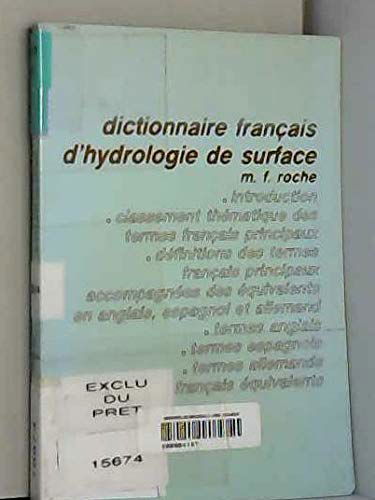 dictionnaire français
d'hydrologie de surface
m. f. roche
. introduction
. classement thématique des
termes français principaux
. définitions des termes
français principaux
accompagnées des équivalents
en anglais, espagnol et allemand
. termes anglais
. termes espagnols
. termes allemands
français équivalents
EXCLU
DU
PRET
15674